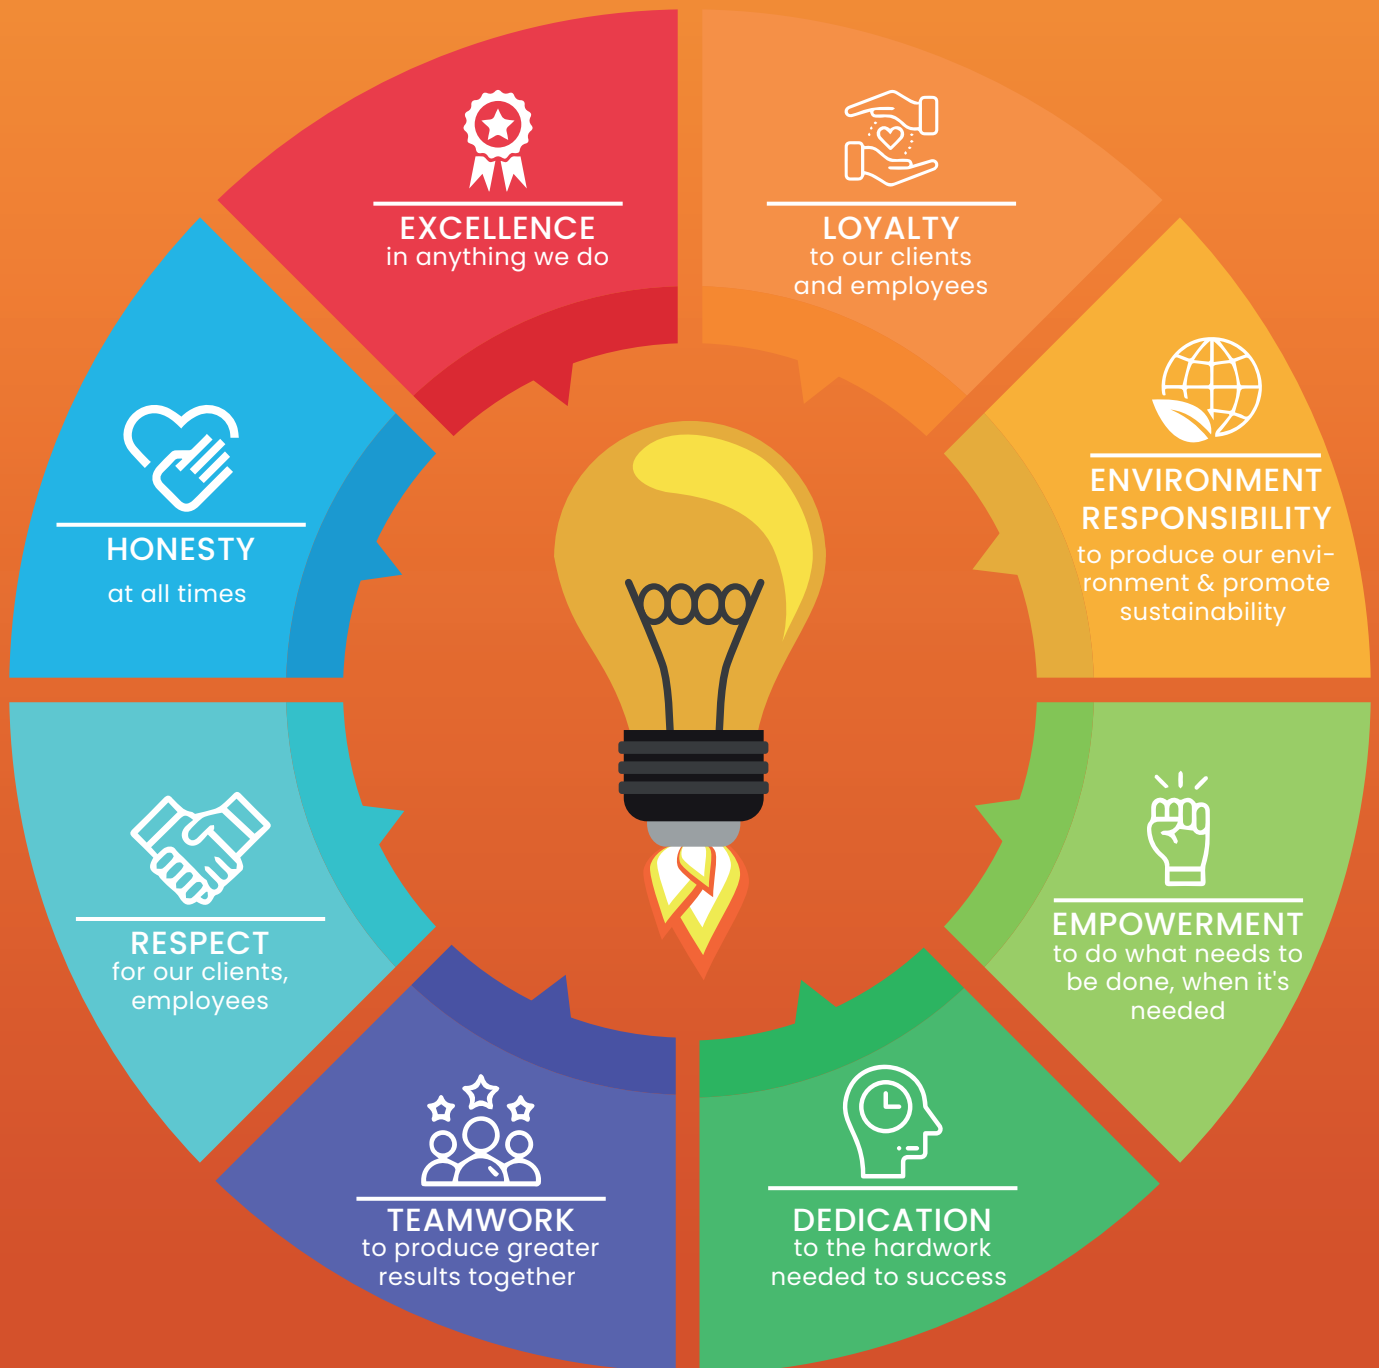 EXCELLENCE
in anything we do
LOYALTY
to our clients
and employees
ENVIRONMENT
RESPONSIBILITY
to produce our envi-
ronment & promote
sustainability
EMPOWERMENT
to do what needs to
be done, when it's
needed
DEDICATION
to the hardwork
needed to success
TEAMWORK
to produce greater
results together
RESPECT
for our clients,
employees
HONESTY
at all times